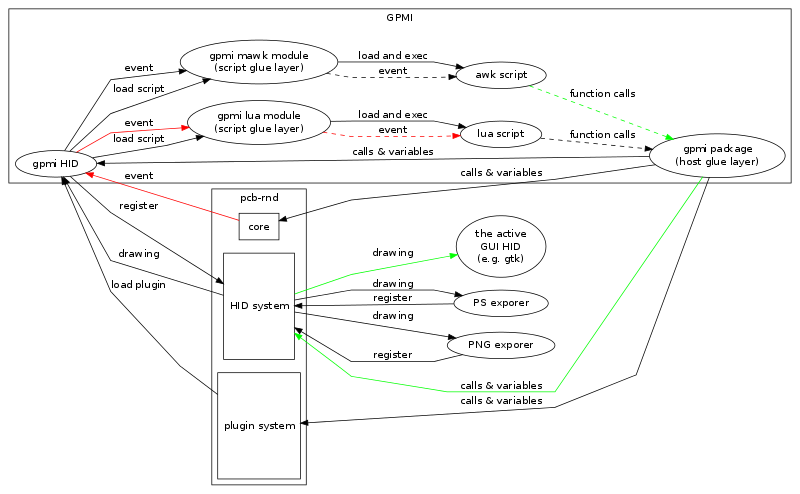 GPMI
gpmi mawk module
(script glue layer)
load and exec
event
event
load script
awk script
function calls
gpmi lua module
(script glue layer)
load and exec
event
event
load script
lua script
function calls
gpmi HID
calls & variables
gpmi package
(host glue layer)
event
calls & variables
pcb-rnd
register
core
the active
GUI HID
(e.g. gtk)
drawing
drawing
load plugin
HID system
drawing
register
PS exporer
drawing
PNG exporer
register
calls & variables
calls & variables
plugin system